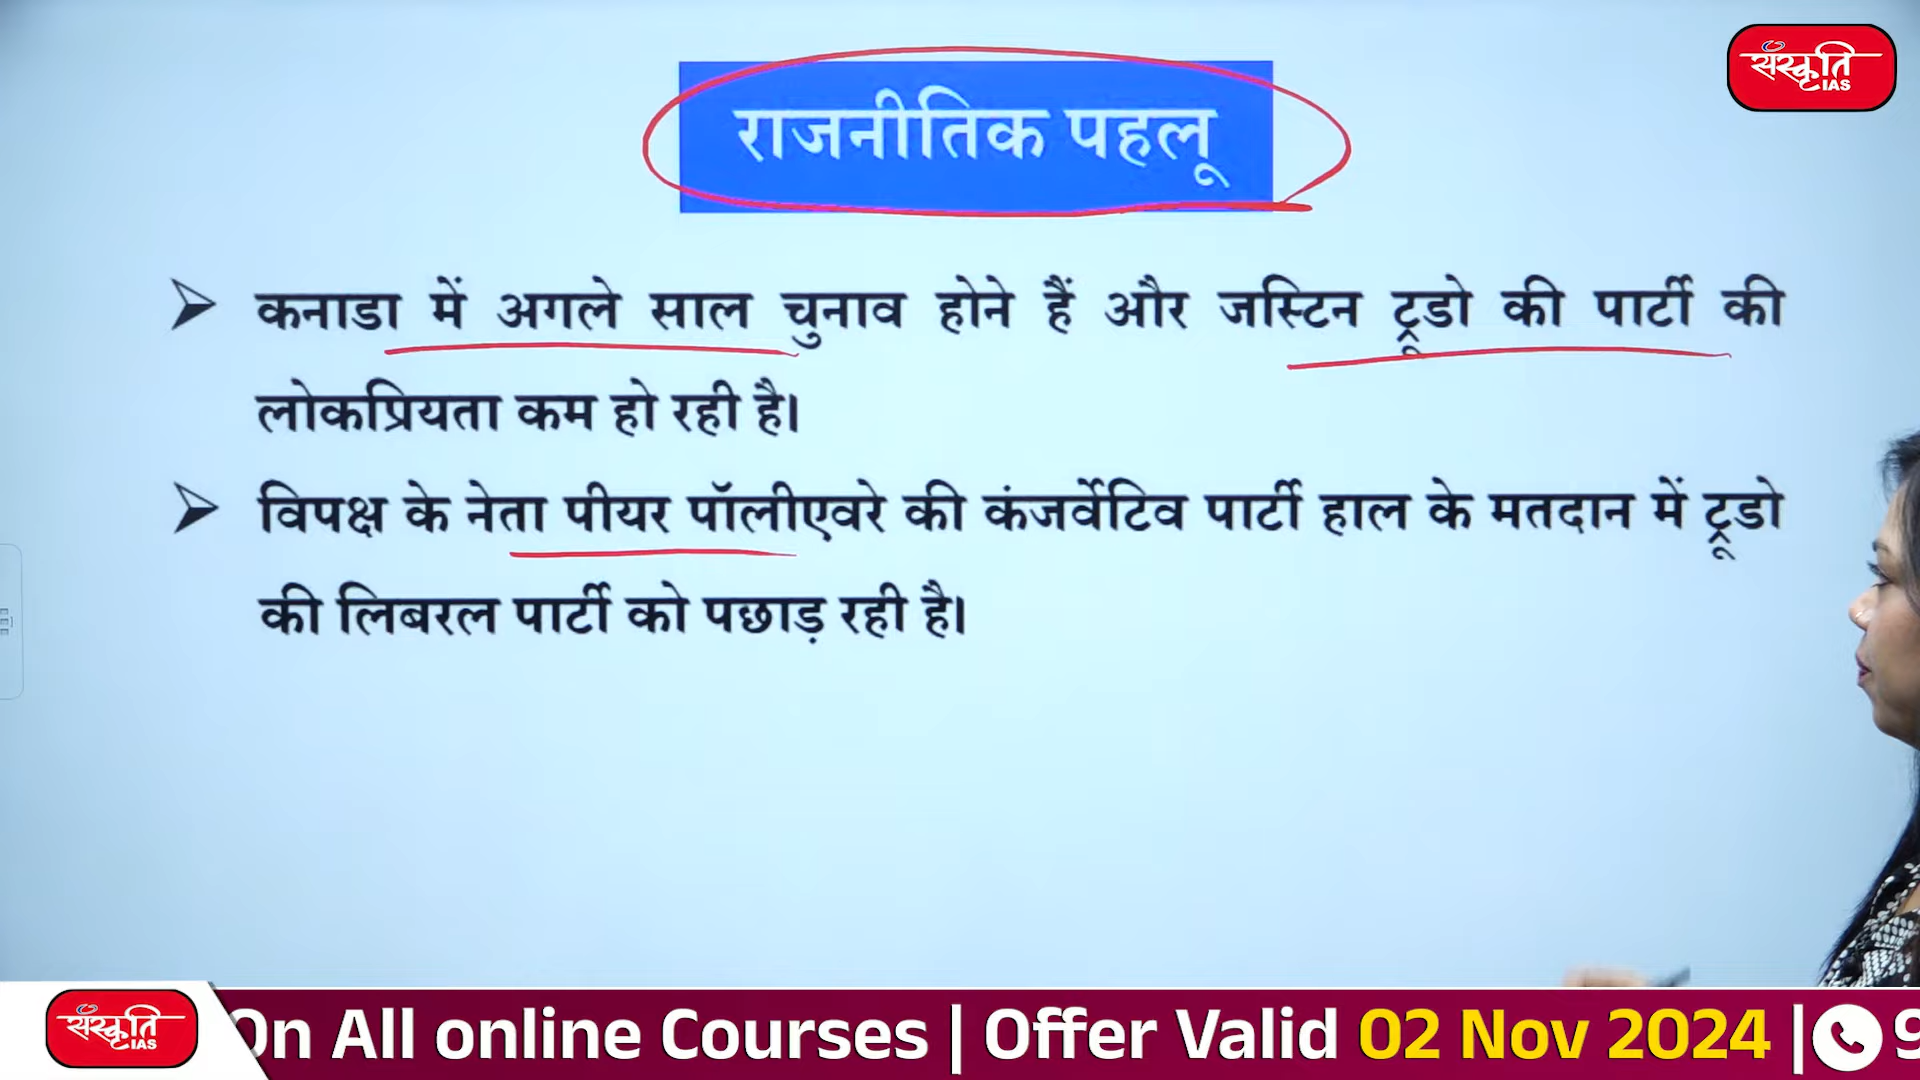 संस्कृति
IAS
राजनीतिक पहलू
➢ कनाडा में अगले साल चुनाव होने हैं और जस्टिन ट्रूडो की पार्टी की
लोकप्रियता कम हो रही है।
➢ विपक्ष के नेता पीयर पॉलीएवरे की कंजर्वेटिव पार्टी हाल के मतदान में ट्रूडो
की लिबरल पार्टी को पछाड़ रही है।
संस्कृति
IAS
On All online Courses | Offer Valid 02 Nov 2024 | 9